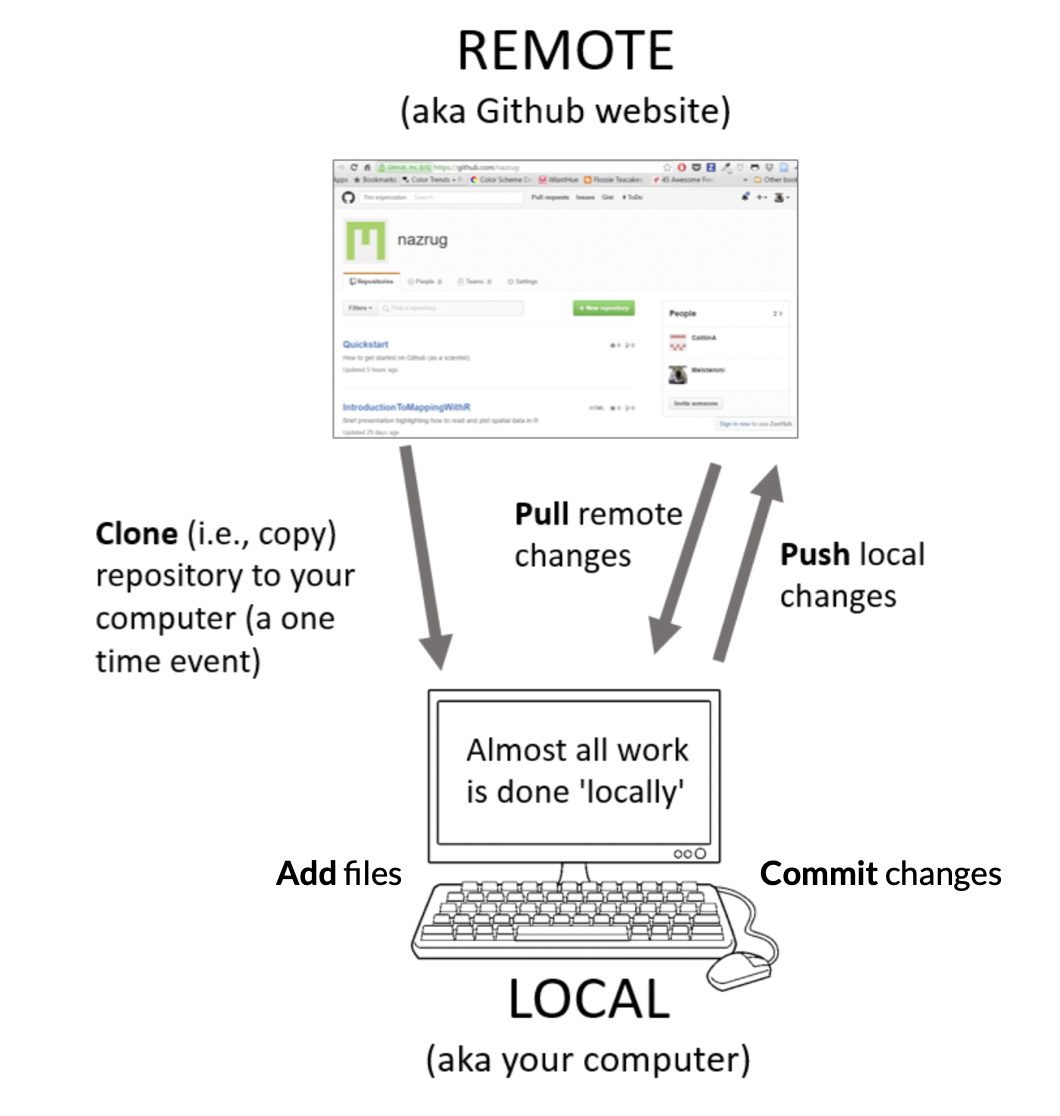 REMOTE
(aka Github website)
GitHub, Inc. [US] https://github.com/nazrug
Apps Bookmarks Color Trends + Color Scheme D iWantHue Flossie Teacakes 45 Awesome Fre » Other book
This organization Search Pull requests Issues Gist + ToDo
nazrug
Repositories People 2 Teams Settings
Filters Find a repository... + New repository
People 2 >
Quickstart
How to get started on Github (as a scientist)
Updated 5 hours ago
Invite someone
IntroductionToMappingWithR HTML
Brief presentation highlighting how to read and plot spatial data in R
Updated 29 days ago
Sign in now to use ZenHub
Clone (i.e., copy)
repository to your
computer (a one
time event)
Pull remote
changes
Push local
changes
Almost all work
is done 'locally'
Add files
Commit changes
LOCAL
(aka your computer)